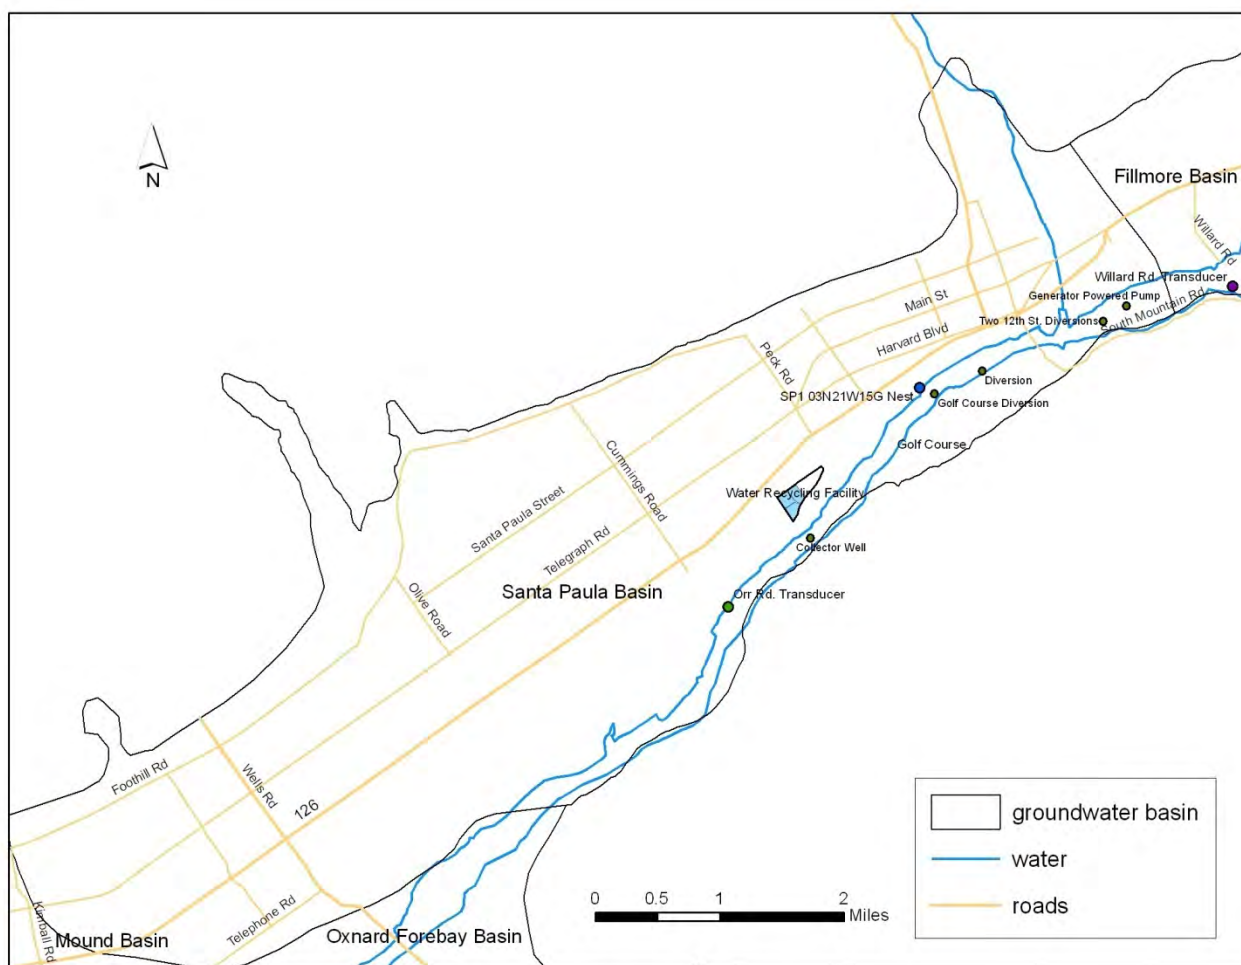 N
Fillmore Basin
Willard Rd
Willard Rd. Transducer
Generator Powered Pump
South Mountain Rd
Two 12th St. Diversions
Main St
Harvard Blvd
Peck Rd
Diversion
SP1 03N21W15G Nest
Golf Course Diversion
Golf Course
Cummings Road
Water Recycling Facility
Santa Paula Street
Telegraph Rd
Collector Well
Santa Paula Basin
Orr Rd. Transducer
Olive Road
Foothill Rd
Wells Rd
126
Kimball Rd
Telephone Rd
Mound Basin
Oxnard Forebay Basin
0 0.5 1 2
Miles
groundwater basin
water
roads